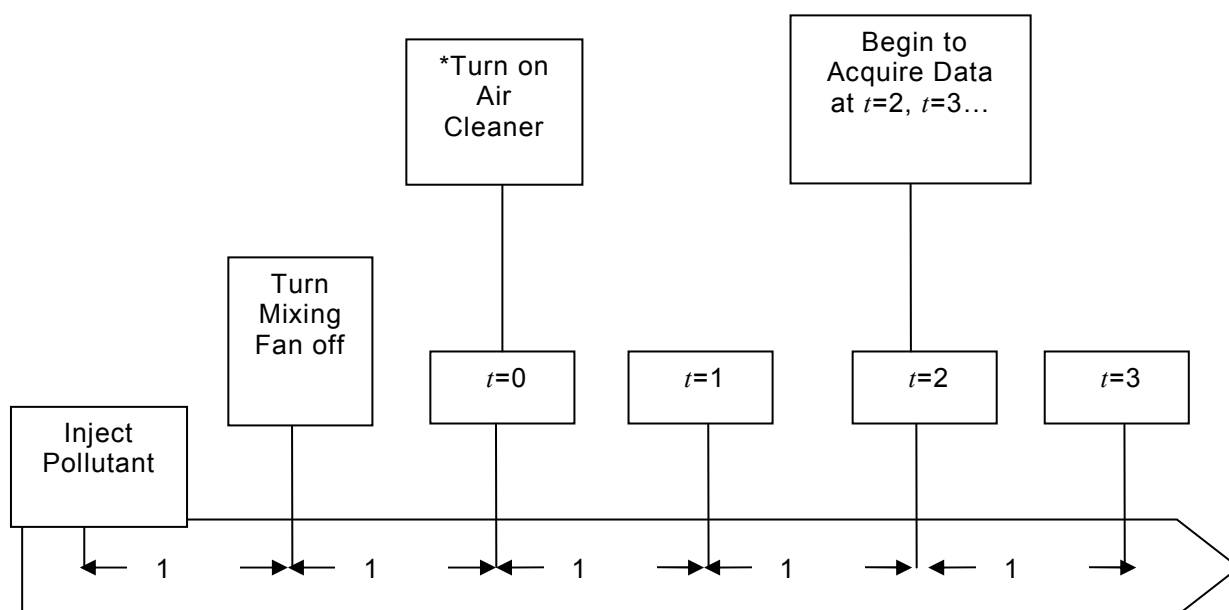 *Turn on
Air
Cleaner
Begin to
Acquire Data
at t=2, t=3…
Turn
Mixing
Fan off
t=0
t=1
t=2
t=3
Inject
Pollutant
1
1
1
1
1